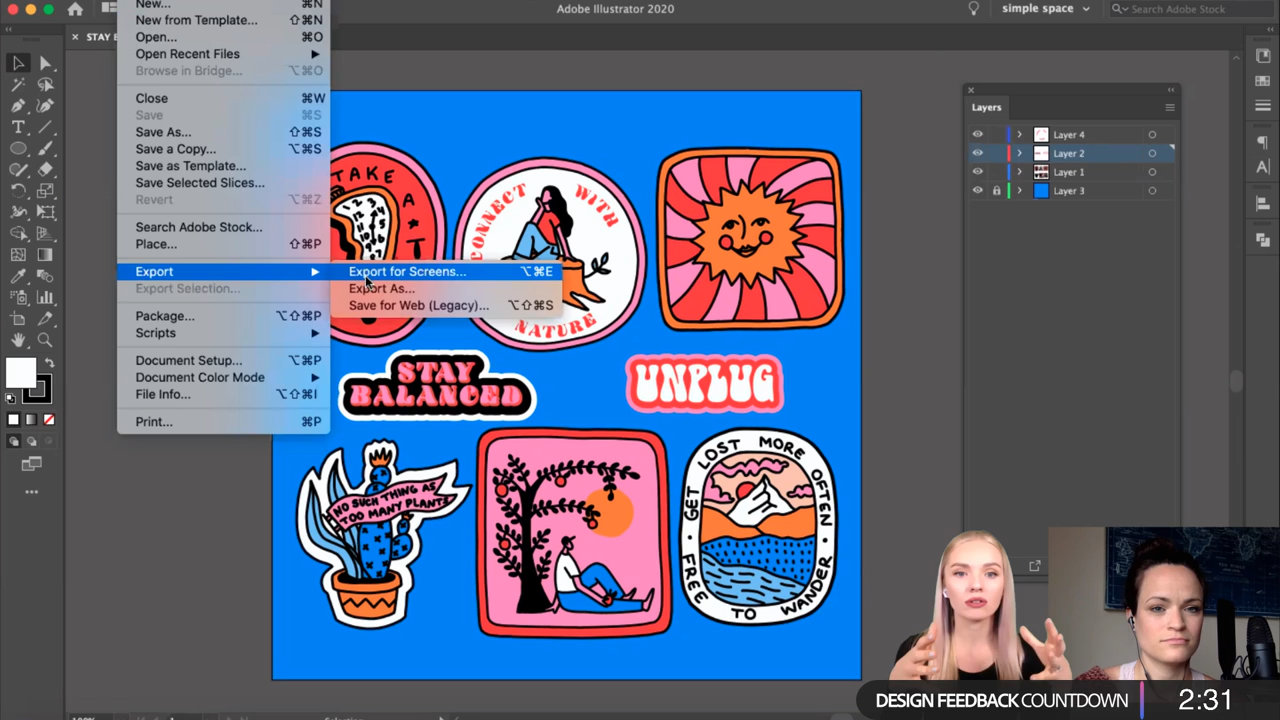 New... ⌘N
Adobe Illustrator 2020
simple space
Search Adobe Stock
New from Template... ⇧⌘N
Open... ⌘O
STAY B
Open Recent Files
Browse in Bridge... ⌥⌘O
Close ⌘W
Save ⌘S
Save As... ⇧⌘S
Save a Copy... ⌥⌘S
Save as Template...
Save Selected Slices...
Revert ⌥⌘Z
Search Adobe Stock...
Place... ⇧⌘P
Export
Export Selection...
Package... ⌥⇧⌘P
Scripts
Document Setup... ⌥⌘P
Document Color Mode
File Info... ⌥⇧⌘I
Print... ⌘P
Export for Screens... ⌥⌘E
Export As...
Save for Web (Legacy)... ⌥⇧⌘S
Layers
Layer 4
Layer 2
Layer 1
Layer 3
TAKE A
CONNECT WITH
NATURE
STAY
BALANCED
UNPLUG
NO SUCH THING AS
TOO MANY PLANTS
GET LOST MORE OFTEN
FREE TO WANDER
DESIGN FEEDBACK COUNTDOWN 2:31